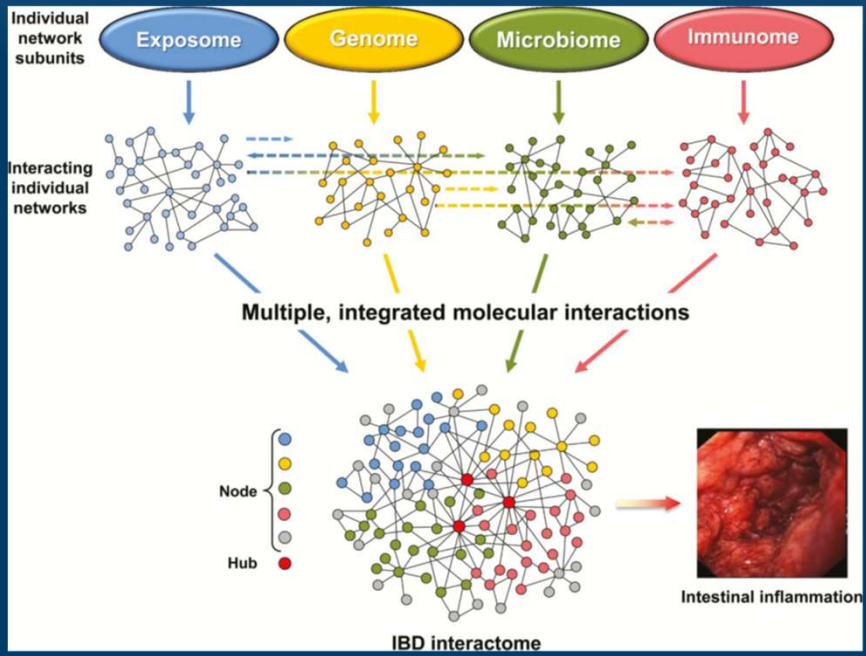 Individual
network
subunits
Exposome
Genome
Microbiome
Immunome
Interacting
individual
networks
Multiple, integrated molecular interactions
Node
Hub
Intestinal inflammation
IBD interactome